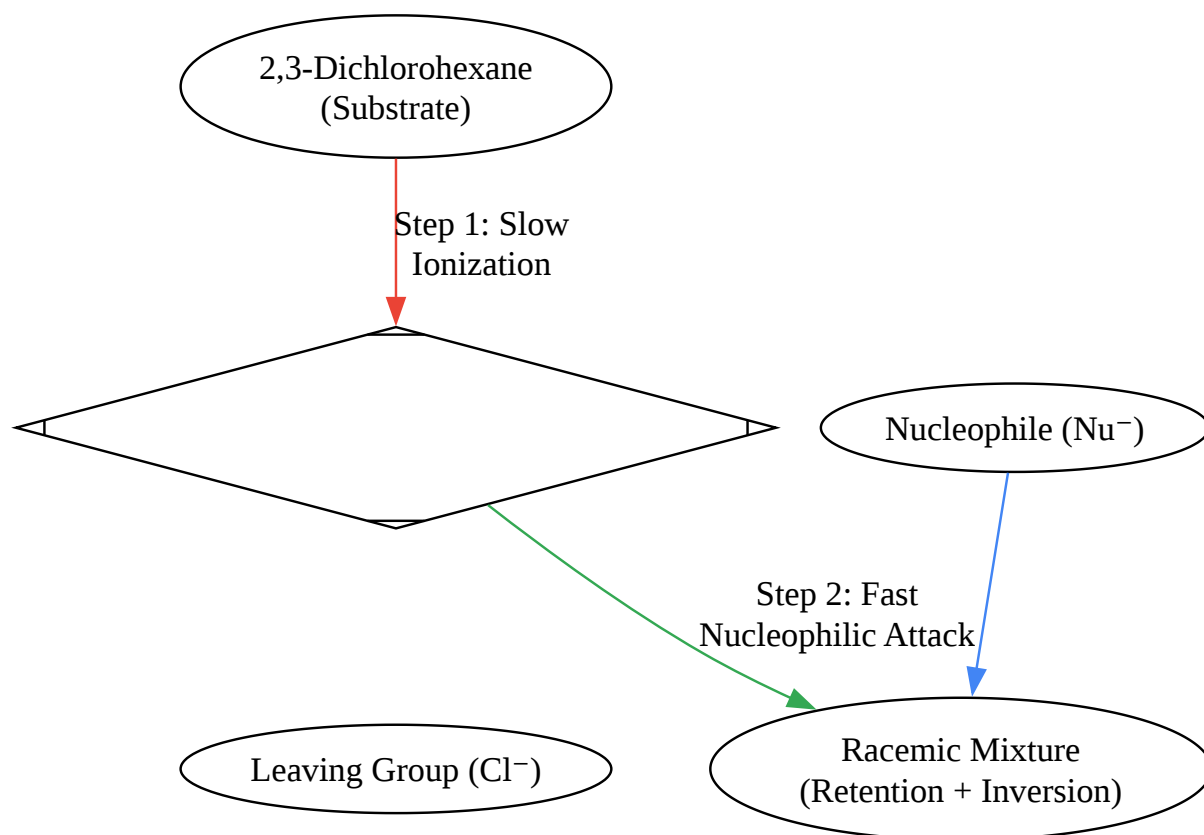 2,3-Dichlorohexane
(Substrate)
Step 1: Slow
Ionization
Nucleophile (Nu⁻)
Step 2: Fast
Nucleophilic Attack
Leaving Group (Cl⁻)
Racemic Mixture
(Retention + Inversion)